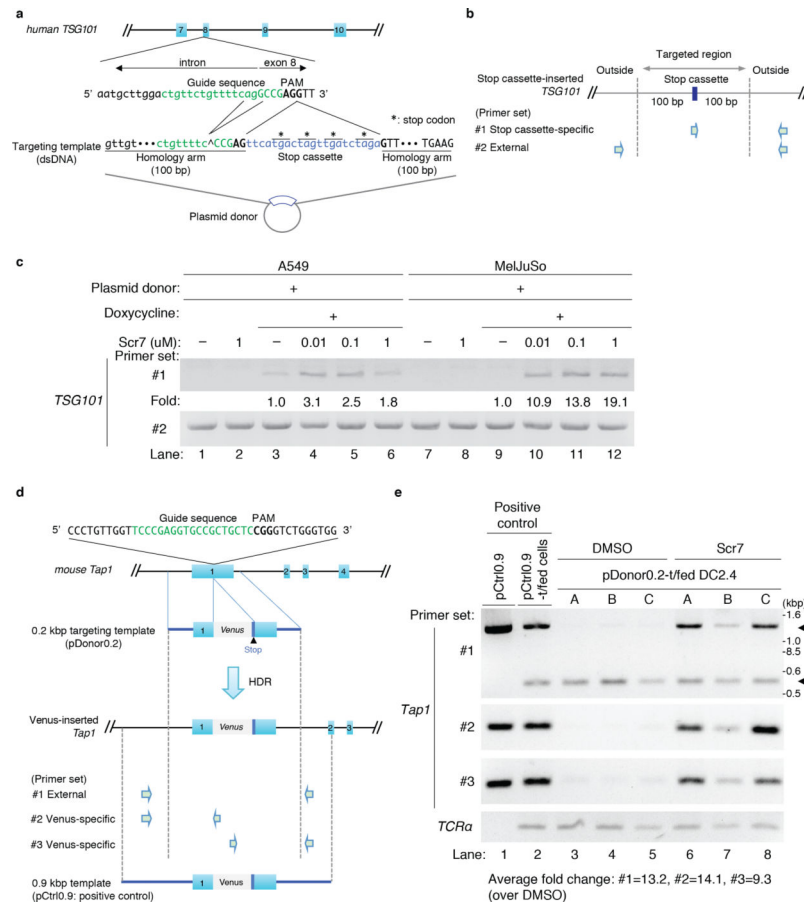 a
human TSG101
7 8 9 10
intron exon 8
Guide sequence PAM
5' aatgcttggactgttctgttttcagGCCGAGGTT 3'
*: stop codon
* * * *
Targeting template
(dsDNA)
gttgt•••ctgttttc^CCGAGttcatgactagttgatctagaGTT•••TGAAG
Homology arm
(100 bp)
Stop cassette
Homology arm
(100 bp)
Plasmid donor
b
Targeted region
Outside Outside
Stop cassette-inserted
TSG101
Stop cassette
100 bp 100 bp
(Primer set)
#1 Stop cassette-specific
#2 External
c
A549 MelJuSo
Plasmid donor: + +
Doxycycline: + +
Scr7 (uM): – 1 – 0.01 0.1 1 – 1 – 0.01 0.1 1
Primer set:
#1
TSG101
Fold: 1.0 3.1 2.5 1.8 1.0 10.9 13.8 19.1
#2
Lane: 1 2 3 4 5 6 7 8 9 10 11 12
d
Guide sequence PAM
5' CCCTGTTGGTTCCCGAGGTGCCGCTGCTCCGGGTCTGGGTGG 3'
mouse Tap1
1 2 3 4
0.2 kbp targeting template
(pDonor0.2)
1 Venus
Stop
HDR
Venus-inserted
Tap1
1 Venus 2 3
(Primer set)
#1 External
#2 Venus-specific
#3 Venus-specific
0.9 kbp template
(pCtrl0.9: positive control)
1 Venus
e
Positive
control
pCtrl0.9
pCtrl0.9
-t/fed cells
DMSO Scr7
pDonor0.2-t/fed DC2.4
A B C A B C
(kbp)
Primer set:
#1
1.6
1.0
8.5
0.6
0.5
Tap1
#2
#3
TCRα
Lane: 1 2 3 4 5 6 7 8
Average fold change: #1=13.2, #2=14.1, #3=9.3
(over DMSO)